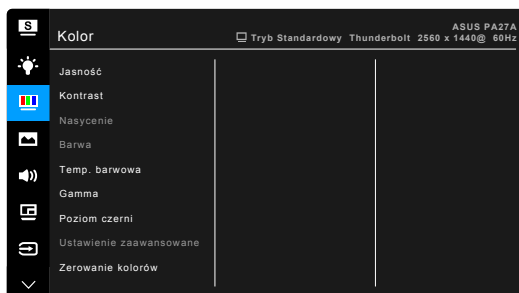 S
ASUS PA27A
Kolor
Tryb Standardowy Thunderbolt 2560 x 1440@ 60Hz
Jasność
Kontrast
Nasycenie
Barwa
Temp. barwowa
Gamma
Poziom czerni
Ustawienie zaawansowane
Zerowanie kolorów